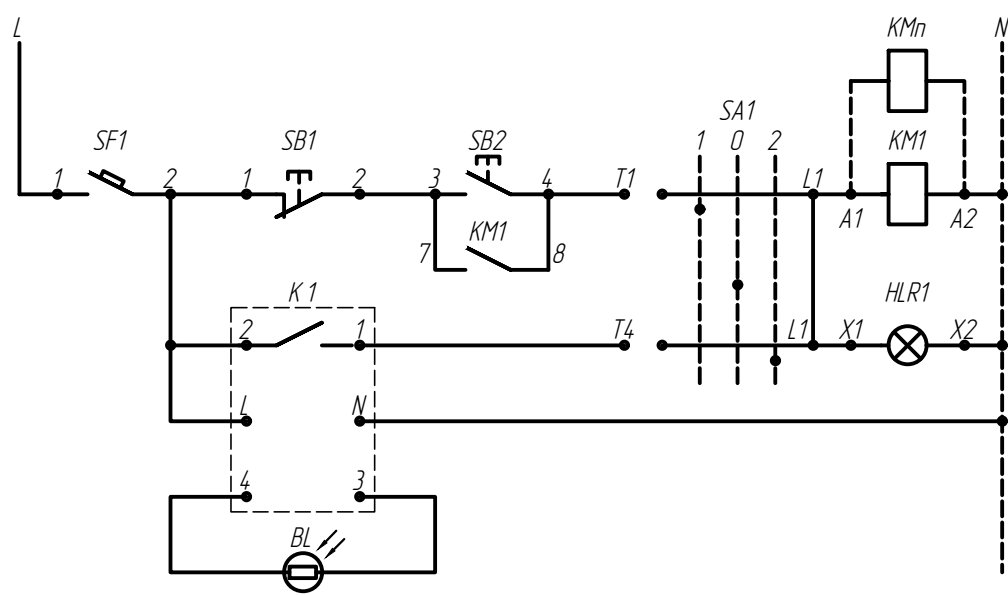 L KMn N
SA1
SF1 SB1 SB2 1 0 2 KM1
1 2 1 2 3 4 T1 L1
A1 A2
7 KM1 8
K1 HLR1
2 1 T4 L1 X1 X2
L N
4 3
BL